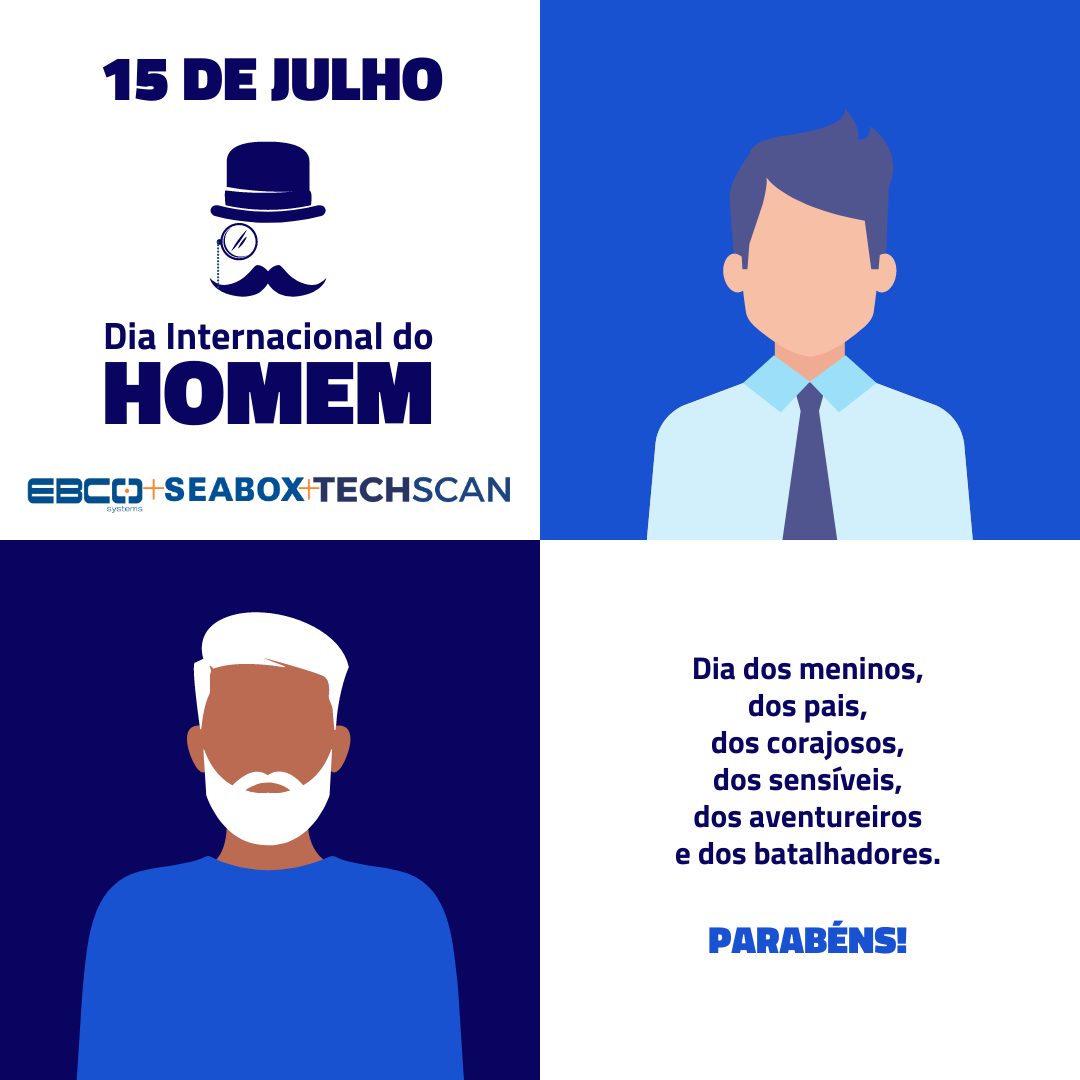 15 DE JULHO
Dia Internacional do
HOMEM
EBCO systems+SEABOX+TECHSCAN
Dia dos meninos,
dos pais,
dos corajosos,
dos sensíveis,
dos aventureiros
e dos batalhadores.
PARABÉNS!